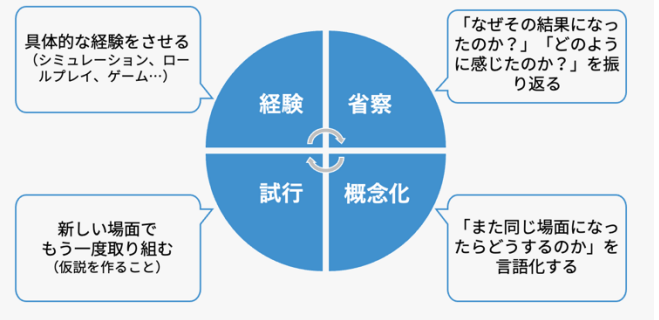 具体的な経験をさせる
（シミュレーション、ロー
ルプレイ、ゲーム…）
「なぜその結果になっ
たのか？」「どのよう
に感じたのか？」を振
り返る
経験
省察
試行
概念化
新しい場面で
もう一度取り組む
（仮説を作ること）
「また同じ場面になっ
たらどうするのか」を
言語化する